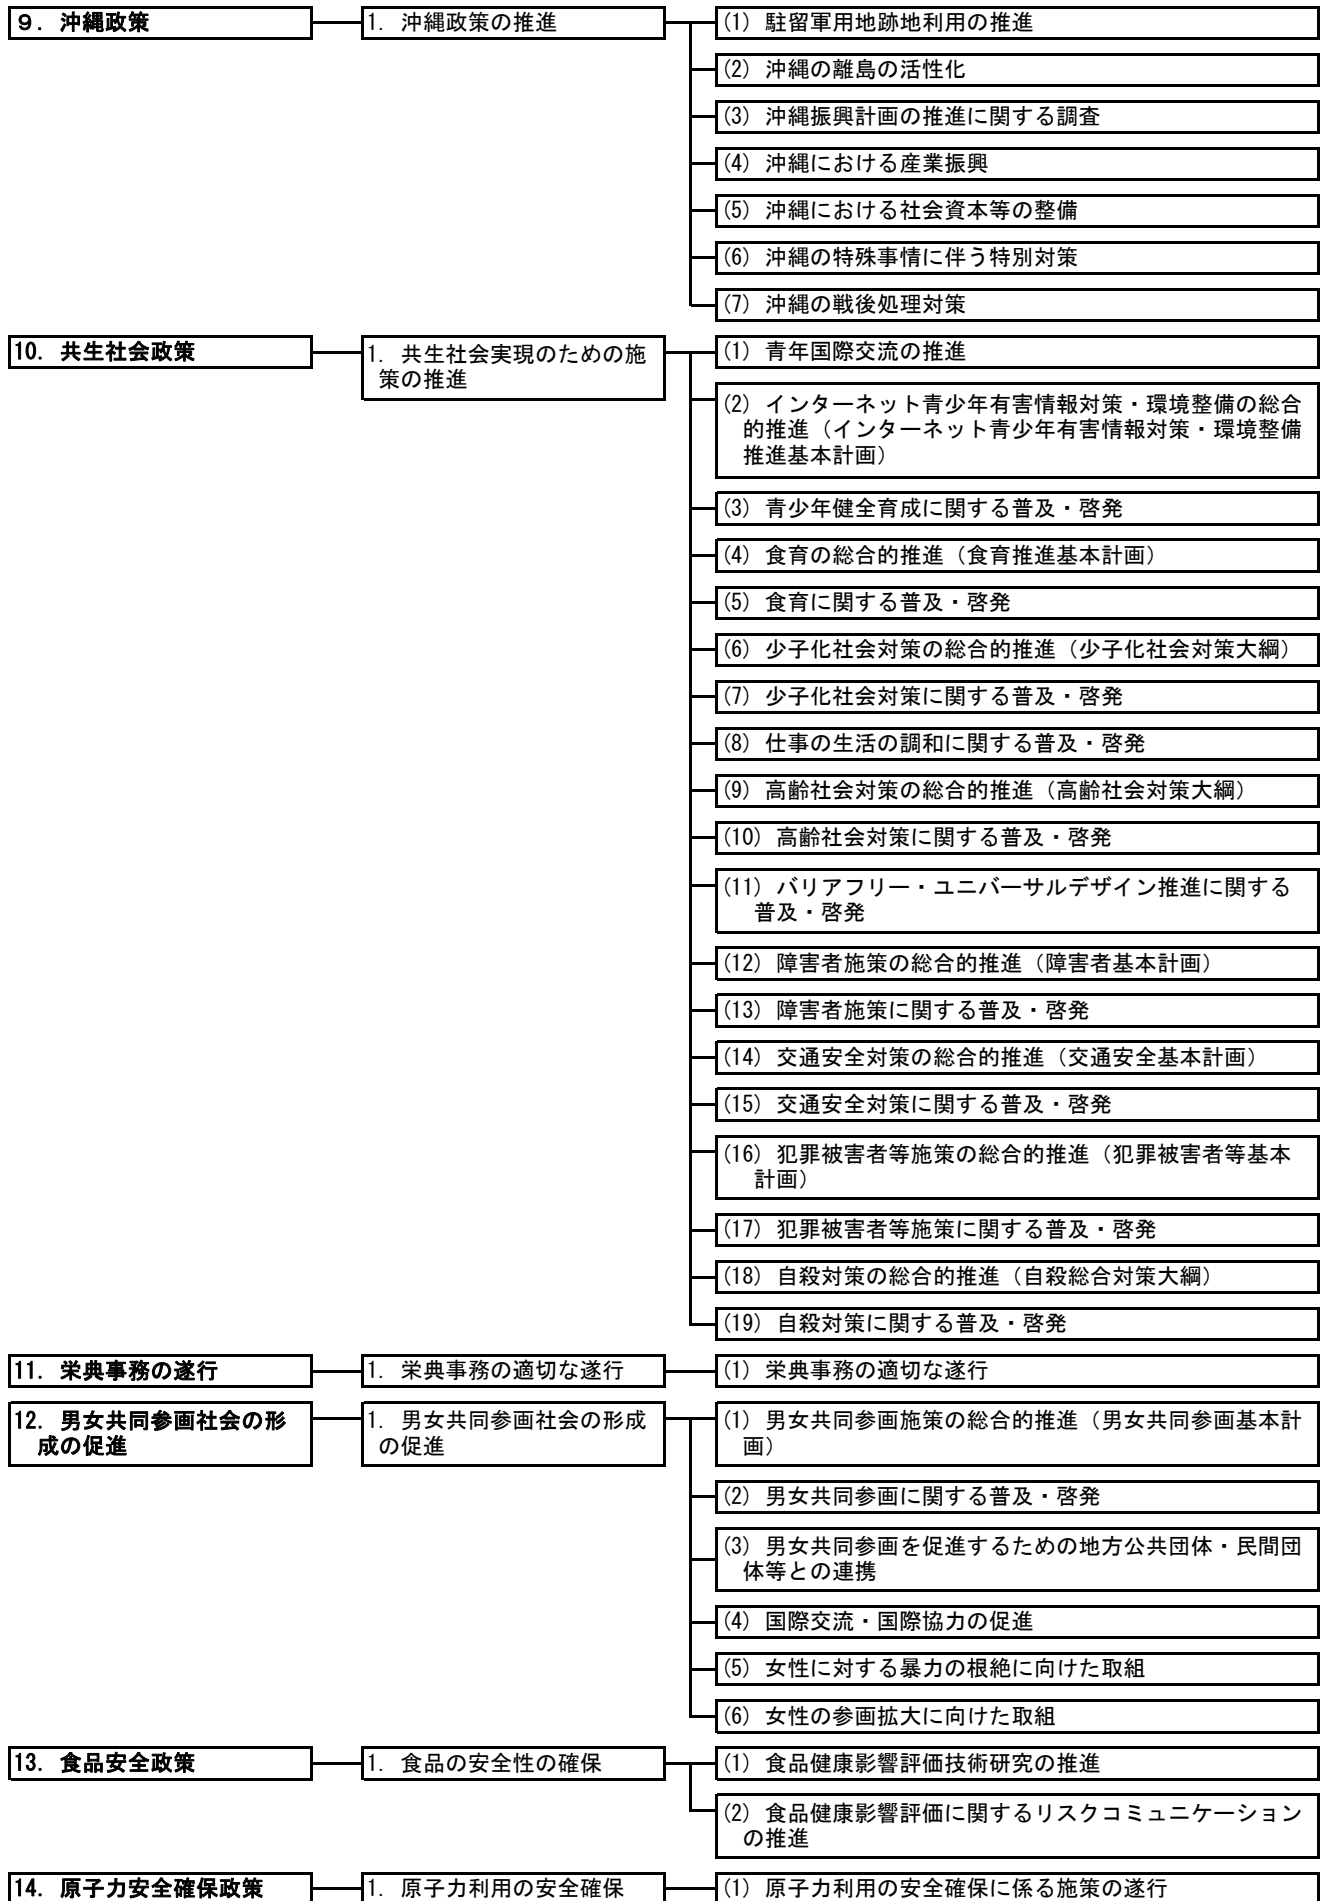 ９．沖縄政策
1. 沖縄政策の推進
(1) 駐留軍用地跡地利用の推進
(2) 沖縄の離島の活性化
(3) 沖縄振興計画の推進に関する調査
(4) 沖縄における産業振興
(5) 沖縄における社会資本等の整備
(6) 沖縄の特殊事情に伴う特別対策
(7) 沖縄の戦後処理対策
10. 共生社会政策
1. 共生社会実現のための施
策の推進
(1) 青年国際交流の推進
(2) インターネット青少年有害情報対策・環境整備の総合
的推進（インターネット青少年有害情報対策・環境整備
推進基本計画）
(3) 青少年健全育成に関する普及・啓発
(4) 食育の総合的推進（食育推進基本計画）
(5) 食育に関する普及・啓発
(6) 少子化社会対策の総合的推進（少子化社会対策大綱）
(7) 少子化社会対策に関する普及・啓発
(8) 仕事の生活の調和に関する普及・啓発
(9) 高齢社会対策の総合的推進（高齢社会対策大綱）
(10) 高齢社会対策に関する普及・啓発
(11) バリアフリー・ユニバーサルデザイン推進に関する
普及・啓発
(12) 障害者施策の総合的推進（障害者基本計画）
(13) 障害者施策に関する普及・啓発
(14) 交通安全対策の総合的推進（交通安全基本計画）
(15) 交通安全対策に関する普及・啓発
(16) 犯罪被害者等施策の総合的推進（犯罪被害者等基本
計画）
(17) 犯罪被害者等施策に関する普及・啓発
(18) 自殺対策の総合的推進（自殺総合対策大綱）
(19) 自殺対策に関する普及・啓発
11. 栄典事務の遂行
1. 栄典事務の適切な遂行
(1) 栄典事務の適切な遂行
12. 男女共同参画社会の形
成の促進
1. 男女共同参画社会の形成
の促進
(1) 男女共同参画施策の総合的推進（男女共同参画基本計
画）
(2) 男女共同参画に関する普及・啓発
(3) 男女共同参画を促進するための地方公共団体・民間団
体等との連携
(4) 国際交流・国際協力の促進
(5) 女性に対する暴力の根絶に向けた取組
(6) 女性の参画拡大に向けた取組
13. 食品安全政策
1. 食品の安全性の確保
(1) 食品健康影響評価技術研究の推進
(2) 食品健康影響評価に関するリスクコミュニケーション
の推進
14. 原子力安全確保政策
1. 原子力利用の安全確保
(1) 原子力利用の安全確保に係る施策の遂行